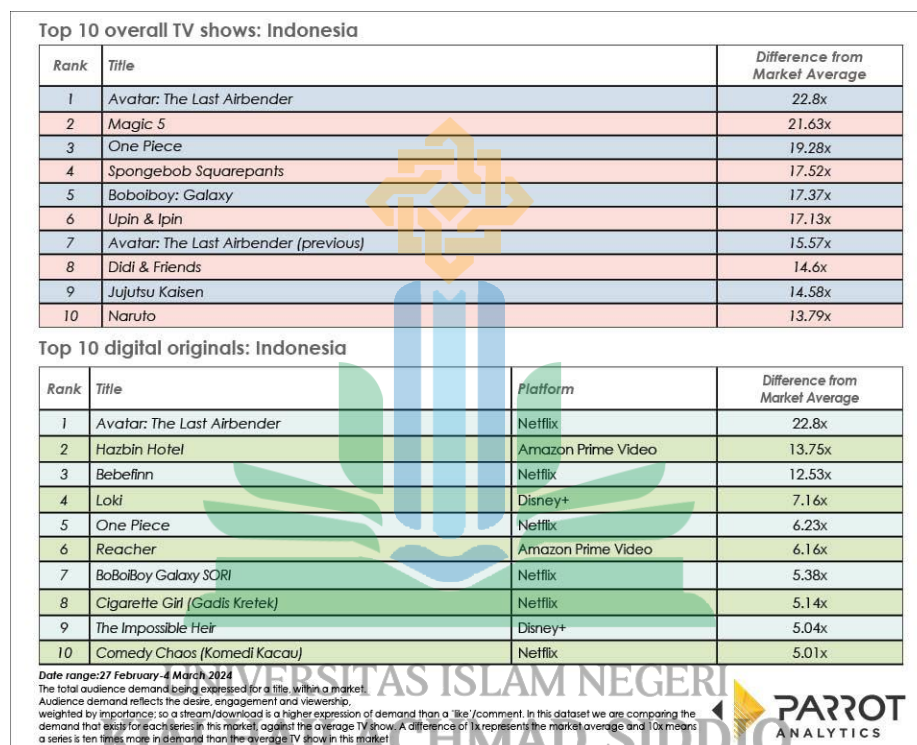 Top 10 overall TV shows: Indonesia
Rank Title Difference from Market Average
1 Avatar: The Last Airbender 22.8x
2 Magic 5 21.63x
3 One Piece 19.28x
4 Spongebob Squarepants 17.52x
5 Boboiboy: Galaxy 17.37x
6 Upin & Ipin 17.13x
7 Avatar: The Last Airbender (previous) 15.57x
8 Didi & Friends 14.6x
9 Jujutsu Kaisen 14.58x
10 Naruto 13.79x
Top 10 digital originals: Indonesia
Rank Title Platform Difference from Market Average
1 Avatar: The Last Airbender Netflix 22.8x
2 Hazbin Hotel Amazon Prime Video 13.75x
3 Bebefinn Netflix 12.53x
4 Loki Disney+ 7.16x
5 One Piece Netflix 6.23x
6 Reacher Amazon Prime Video 6.16x
7 BoBoiBoy Galaxy SORI Netflix 5.38x
8 Cigarette Girl (Gadis Kretek) Netflix 5.14x
9 The Impossible Heir Disney+ 5.04x
10 Comedy Chaos (Komedi Kacau) Netflix 5.01x
Date range:27 February-4 March 2024
The total audience demand being expressed for a title, within a market.
Audience demand reflects the desire, engagement and viewership,
weighted by importance; so a stream/download is a higher expression of demand than a 'like'/comment. In this dataset we are comparing the
demand that exists for each series in this market, against the average TV show. A difference of 1x represents the market average and 10x means
a series is ten times more in demand than the average TV show in this market
UNIVERSITAS ISLAM NEGERI
ACHMAD SIDDIQ
PARROT
ANALYTICS